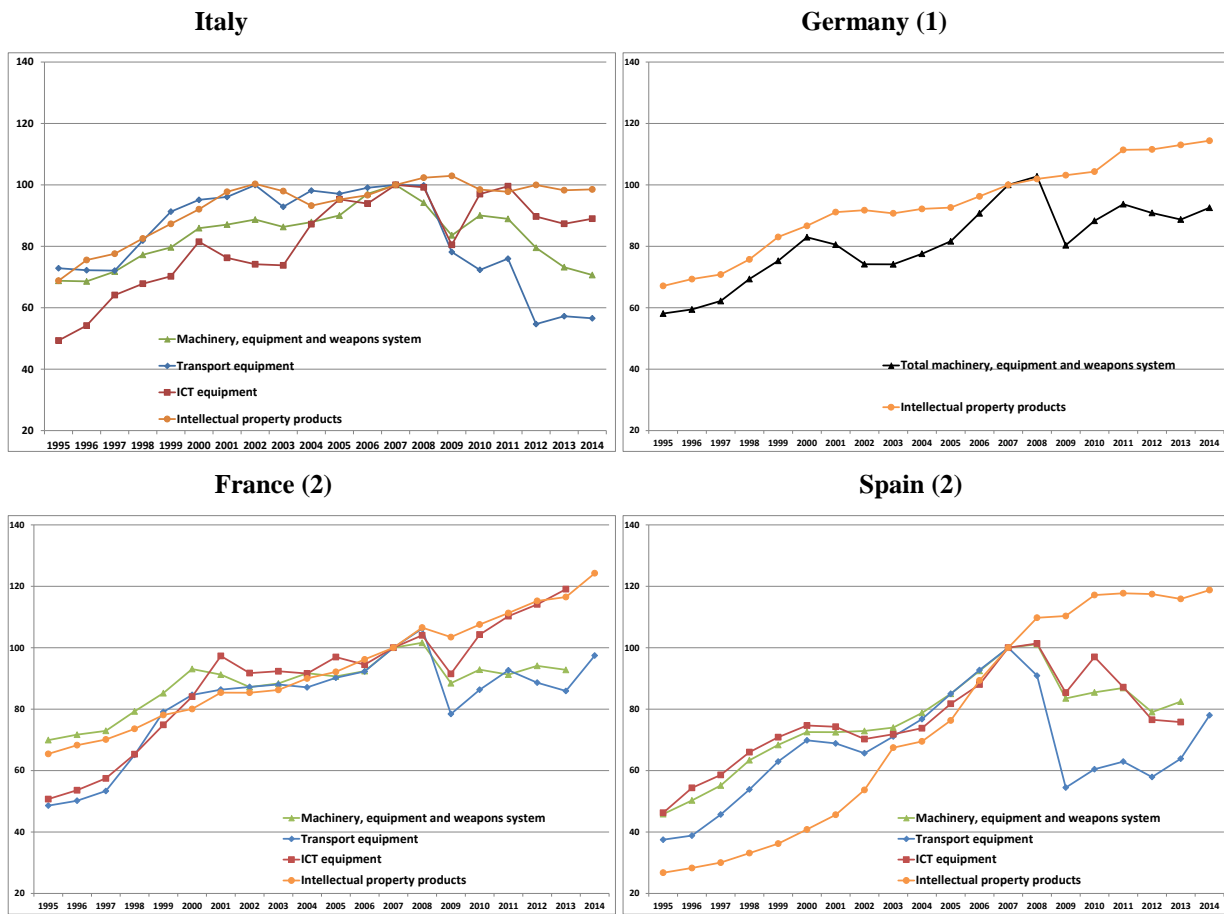 Italy
140
120
100
80
60
40
20
Machinery, equipment and weapons system
Transport equipment
ICT equipment
Intellectual property products
1995 1996 1997 1998 1999 2000 2001 2002 2003 2004 2005 2006 2007 2008 2009 2010 2011 2012 2013 2014
Germany (1)
140
120
100
80
60
40
20
Total machinery, equipment and weapons system
Intellectual property products
1995 1996 1997 1998 1999 2000 2001 2002 2003 2004 2005 2006 2007 2008 2009 2010 2011 2012 2013 2014
France (2)
140
120
100
80
60
40
20
Machinery, equipment and weapons system
Transport equipment
ICT equipment
Intellectual property products
1995 1996 1997 1998 1999 2000 2001 2002 2003 2004 2005 2006 2007 2008 2009 2010 2011 2012 2013 2014
Spain (2)
140
120
100
80
60
40
20
Machinery, equipment and weapons system
Transport equipment
ICT equipment
Intellectual property products
1995 1996 1997 1998 1999 2000 2001 2002 2003 2004 2005 2006 2007 2008 2009 2010 2011 2012 2013 2014